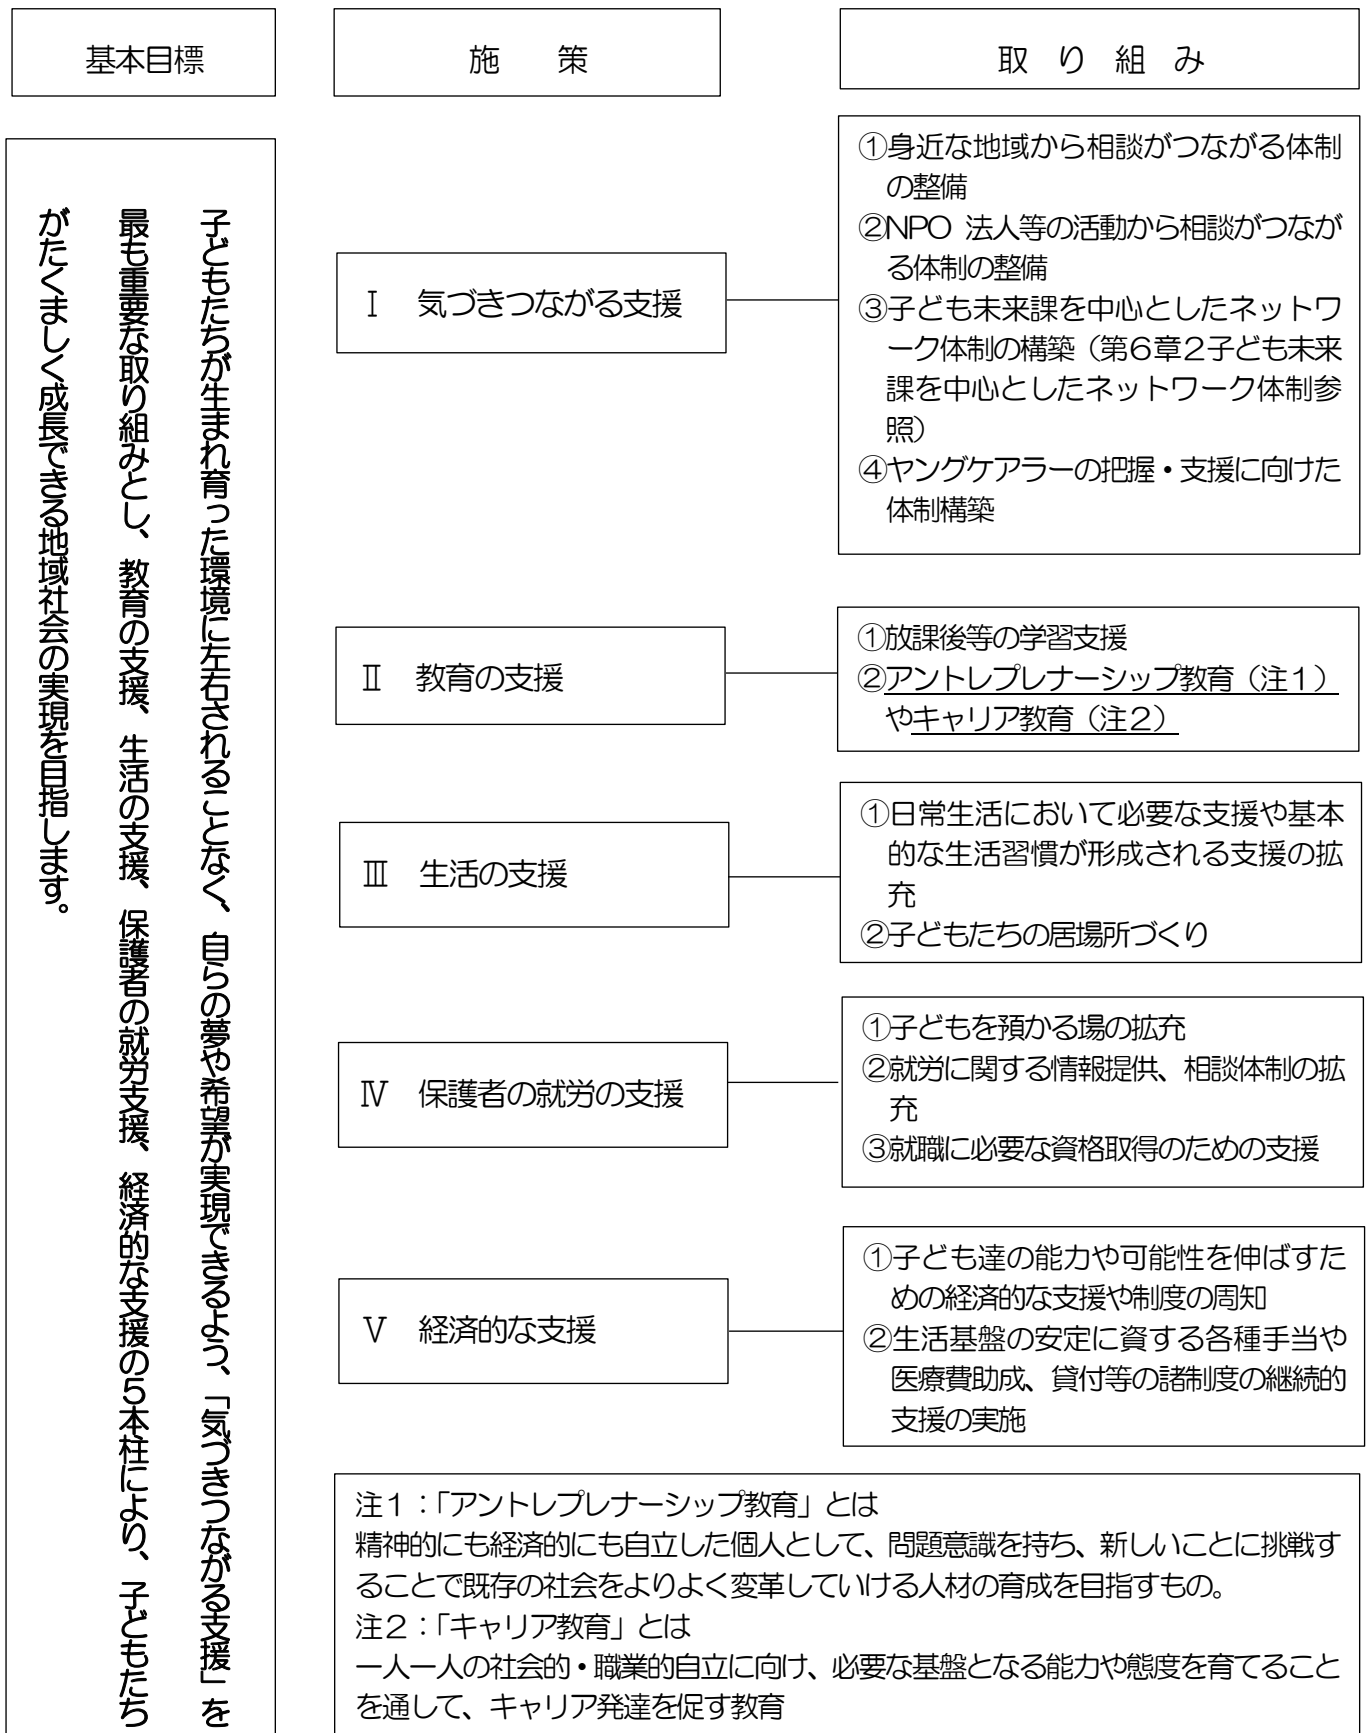 基本目標
施　　策
取　り　組　み
子どもたちが生まれ育った環境に左右されることなく、自らの夢や希望が実現できるよう、「気づきつながる支援」を
最も重要な取り組みとし、教育の支援、生活の支援、保護者の就労支援、経済的な支援の5本柱により、子どもたち
がたくましく成長できる地域社会の実現を目指します。
Ⅰ　気づきつながる支援
①身近な地域から相談がつながる体制
の整備
②NPO 法人等の活動から相談がつなが
る体制の整備
③子ども未来課を中心としたネットワ
ーク体制の構築（第6章2子ども未来
課を中心としたネットワーク体制参
照）
④ヤングケアラーの把握・支援に向けた
体制構築
Ⅱ　教育の支援
①放課後等の学習支援
②アントレプレナーシップ教育（注1）
やキャリア教育（注2）
Ⅲ　生活の支援
①日常生活において必要な支援や基本
的な生活習慣が形成される支援の拡
充
②子どもたちの居場所づくり
Ⅳ　保護者の就労の支援
①子どもを預かる場の拡充
②就労に関する情報提供、相談体制の拡
充
③就職に必要な資格取得のための支援
Ⅴ　経済的な支援
①子ども達の能力や可能性を伸ばすた
めの経済的な支援や制度の周知
②生活基盤の安定に資する各種手当や
医療費助成、貸付等の諸制度の継続的
支援の実施
注1：「アントレプレナーシップ教育」とは
精神的にも経済的にも自立した個人として、問題意識を持ち、新しいことに挑戦す
ることで既存の社会をよりよく変革していける人材の育成を目指すもの。
注2：「キャリア教育」とは
一人一人の社会的・職業的自立に向け、必要な基盤となる能力や態度を育てること
を通して、キャリア発達を促す教育